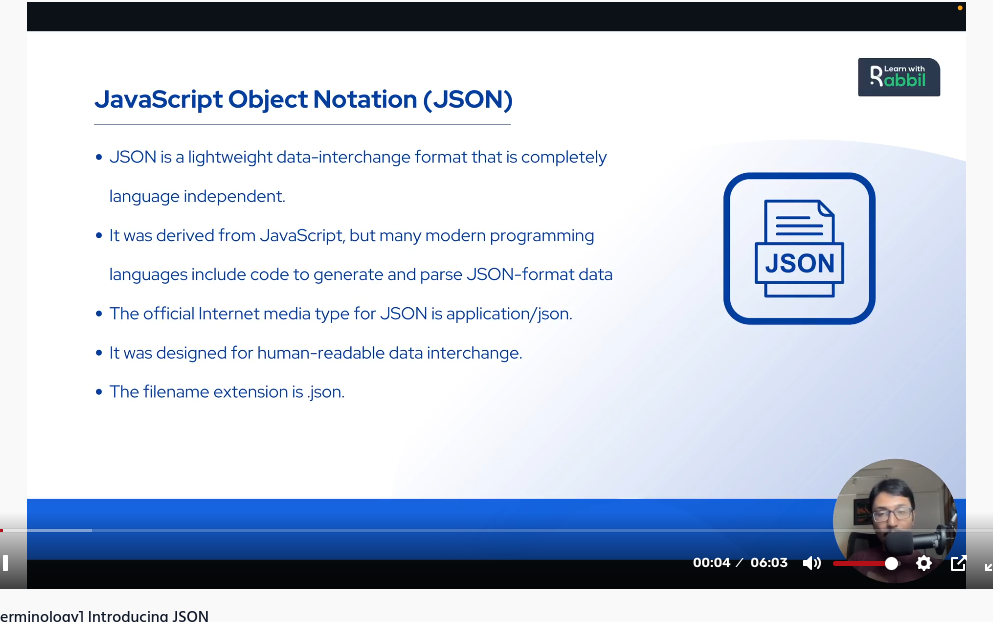 Learn with
Rabbil
JavaScript Object Notation (JSON)
• JSON is a lightweight data-interchange format that is completely
language independent.
• It was derived from JavaScript, but many modern programming
languages include code to generate and parse JSON-format data
• The official Internet media type for JSON is application/json.
• It was designed for human-readable data interchange.
• The filename extension is .json.
JSON
00:04 / 06:03
erminology] Introducing JSON